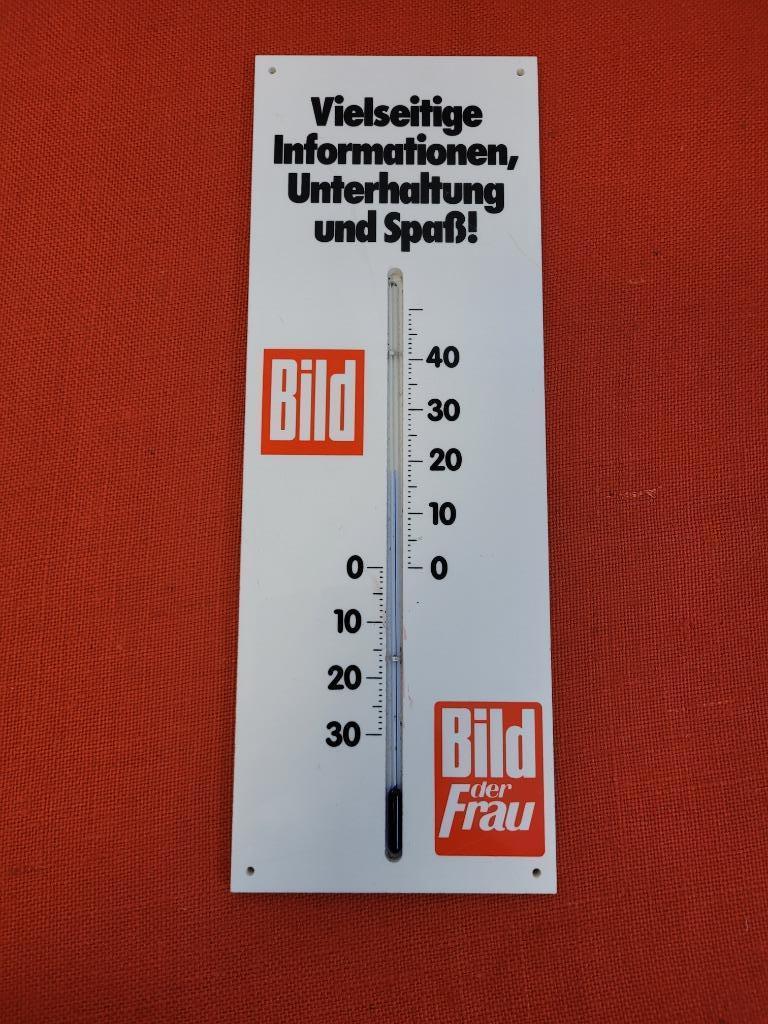 Vielseitige
Informationen,
Unterhaltung
und Spaß!
Bild
40
30
20
10
0 0
10
20
30
Bild
der
Frau